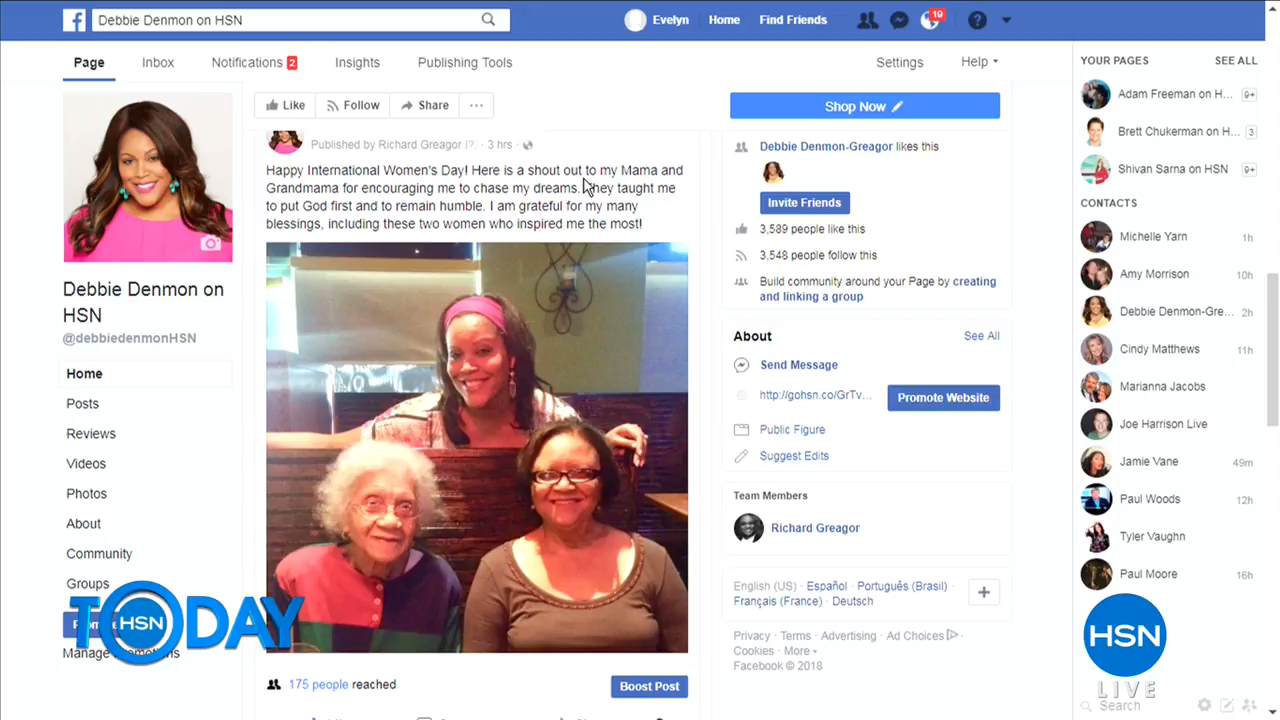 Debbie Denmon on HSN
Evelyn
Home
Find Friends
19
Page
Inbox
Notifications 2
Insights
Publishing Tools
Settings
Help
Like
Follow
Share
Shop Now
Published by Richard Greagor [?] · 3 hrs ·
Happy International Women's Day! Here is a shout out to my Mama and
Grandmama for encouraging me to chase my dreams. They taught me
to put God first and to remain humble. I am grateful for my many
blessings, including these two women who inspired me the most!
175 people reached
Boost Post
Debbie Denmon on
HSN
@debbiedenmonHSN
Home
Posts
Reviews
Videos
Photos
About
Community
Groups
Manage Promotions
TODAY
HSN
Debbie Denmon-Greagor likes this
Invite Friends
3,589 people like this
3,548 people follow this
Build community around your Page by creating
and linking a group
About
See All
Send Message
http://gohsn.co/GrTv...
Promote Website
Public Figure
Suggest Edits
Team Members
Richard Greagor
English (US) · Español · Português (Brasil) ·
Français (France) · Deutsch
Privacy · Terms · Advertising · Ad Choices ·
Cookies · More
Facebook © 2018
YOUR PAGES
SEE ALL
Adam Freeman on H... 9+
Brett Chukerman on H... 3
Shivan Sarna on HSN 9+
CONTACTS
Michelle Yarn 1h
Amy Morrison 10h
Debbie Denmon-Gre... 2h
Cindy Matthews 11h
Marianna Jacobs
Joe Harrison Live
Jamie Vane 49m
Paul Woods 12h
Tyler Vaughn
Paul Moore 16h
HSN
LIVE
Search